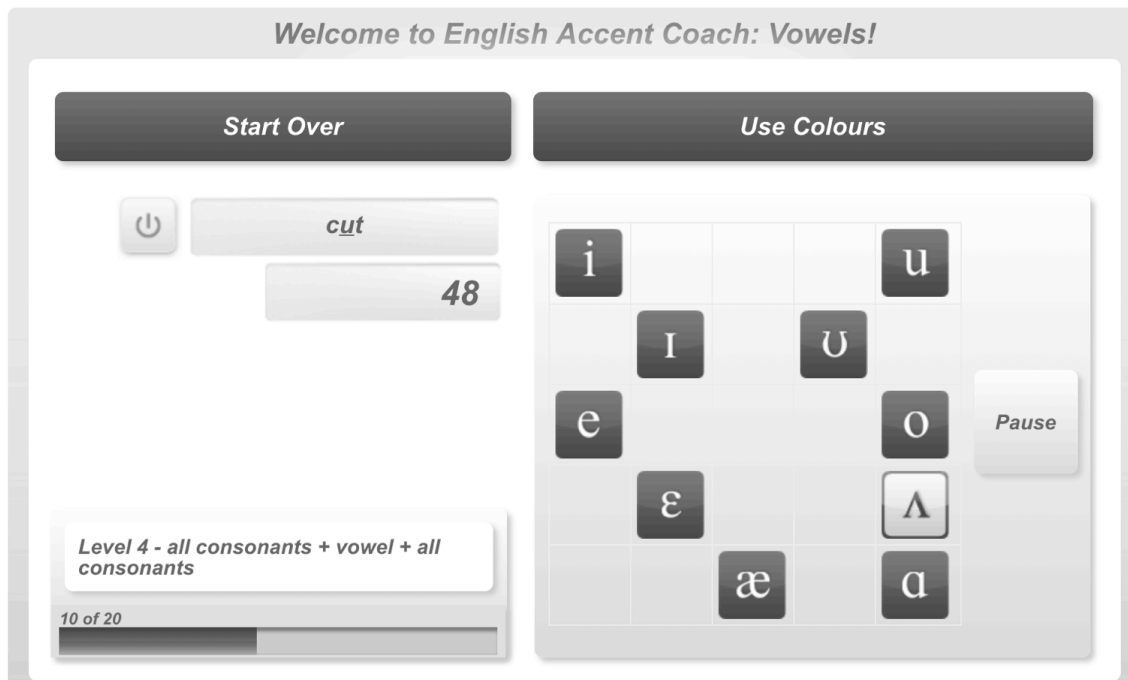 Welcome to English Accent Coach: Vowels!
Start Over
Use Colours
cut
48
i u
ɪ ʊ
e o
Pause
ɛ ʌ
æ ɑ
Level 4 - all consonants + vowel + all
consonants
10 of 20